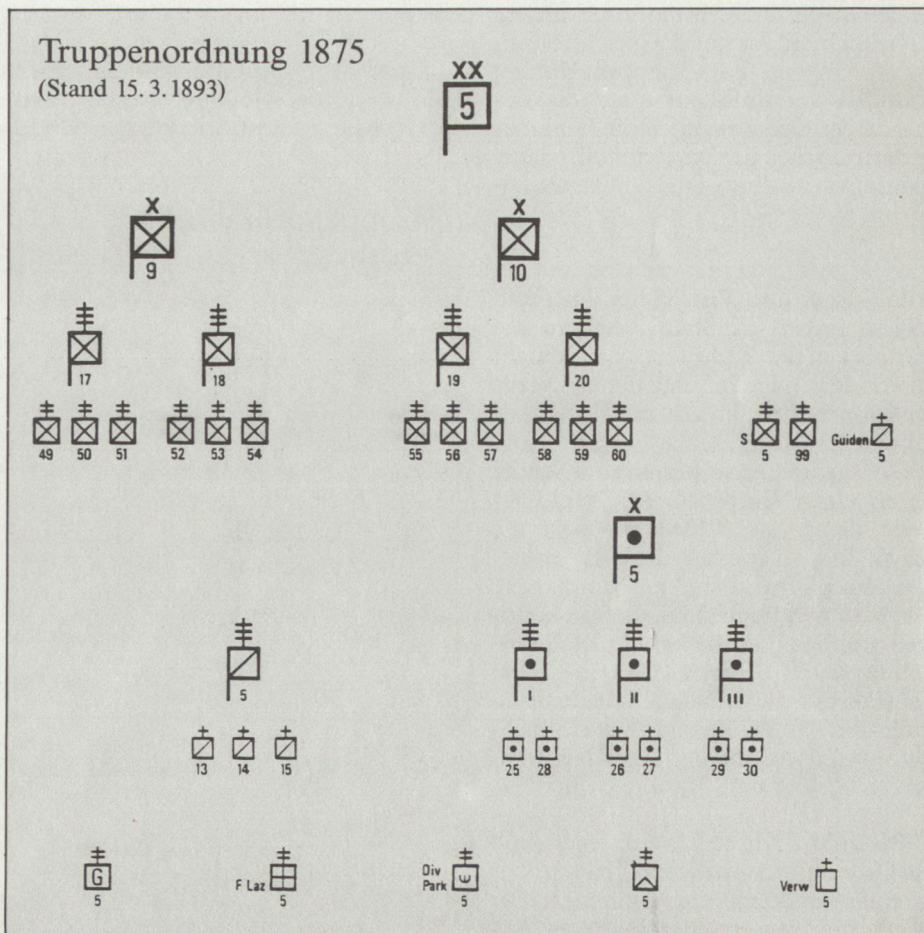 Truppenordnung 1875
(Stand 15. 3. 1893)
XX
5
X X
9 10
17 18 19 20
49 50 51 52 53 54 55 56 57 58 59 60 S 5 99 Guiden 5
X
5
5 I II III
13 14 15 25 28 26 27 29 30
G F Laz Div Park Verw
5 5 5 5 5